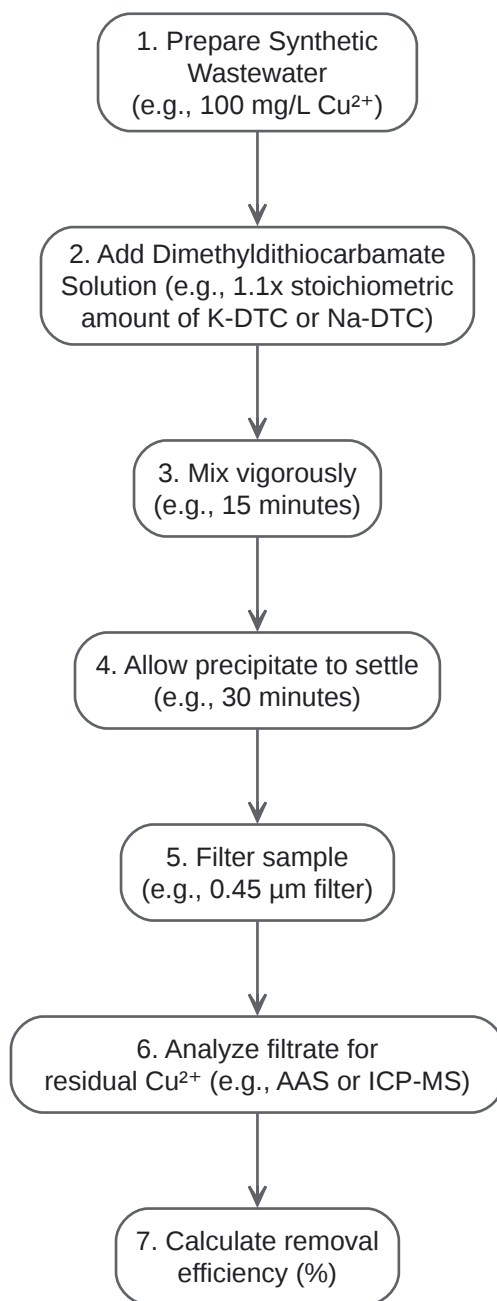 1. Prepare Synthetic
Wastewater
(e.g., 100 mg/L Cu²⁺)
2. Add Dimethyldithiocarbamate
Solution (e.g., 1.1x stoichiometric
amount of K-DTC or Na-DTC)
3. Mix vigorously
(e.g., 15 minutes)
4. Allow precipitate to settle
(e.g., 30 minutes)
5. Filter sample
(e.g., 0.45 µm filter)
6. Analyze filtrate for
residual Cu²⁺ (e.g., AAS or ICP-MS)
7. Calculate removal
efficiency (%)